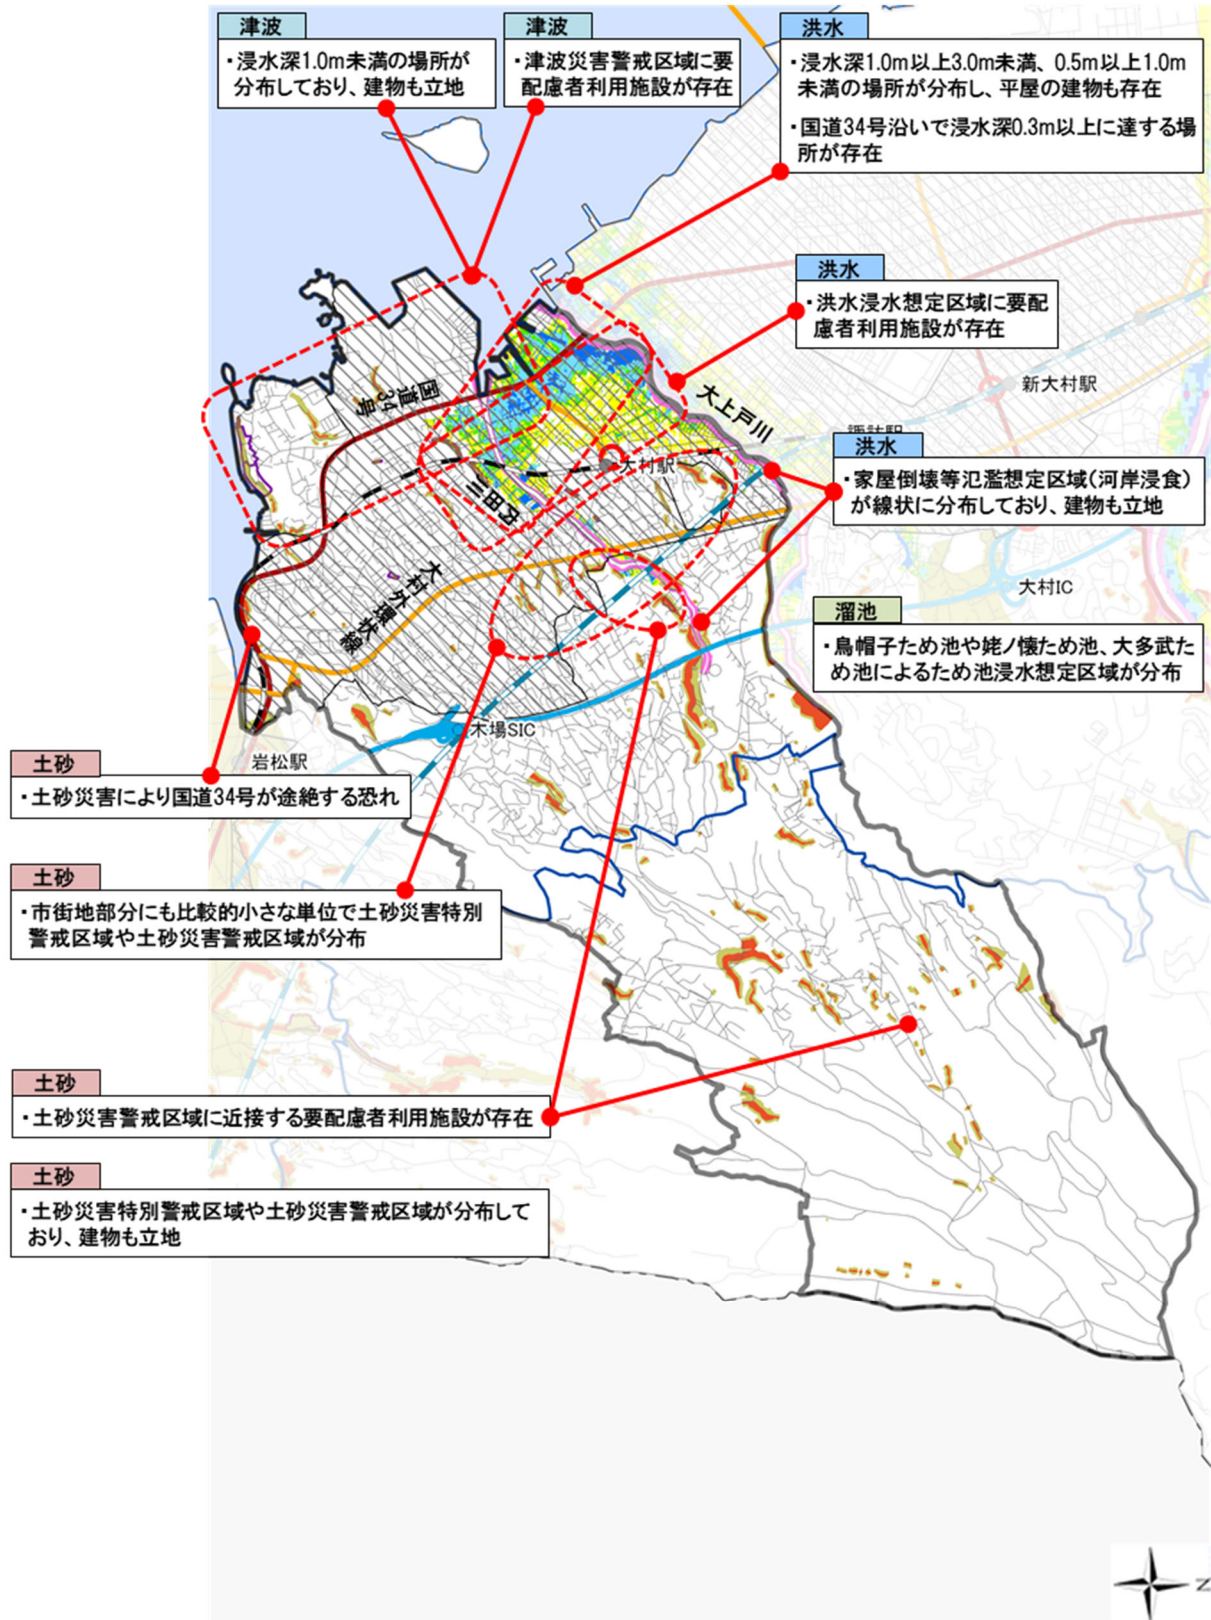 津波
・浸水深1.0m未満の場所が
分布しており、建物も立地
津波
・津波災害警戒区域に要
配慮者利用施設が存在
洪水
・浸水深1.0m以上3.0m未満、0.5m以上1.0m
未満の場所が分布し、平屋の建物も存在
・国道34号沿いで浸水深0.3m以上に達する場
所が存在
洪水
・洪水浸水想定区域に要配
慮者利用施設が存在
国道34号
大上戸川
新大村駅
諏訪駅
大村駅
内田川
洪水
・家屋倒壊等氾濫想定区域(河岸浸食)
が線状に分布しており、建物も立地
大村外環状線
大村IC
溜池
・烏帽子ため池や姥ノ懐ため池、大多武た
め池によるため池浸水想定区域が分布
木場SIC
岩松駅
土砂
・土砂災害により国道34号が途絶する恐れ
土砂
・市街地部分にも比較的小さな単位で土砂災害特別
警戒区域や土砂災害警戒区域が分布
土砂
・土砂災害警戒区域に近接する要配慮者利用施設が存在
土砂
・土砂災害特別警戒区域や土砂災害警戒区域が分布して
おり、建物も立地
N